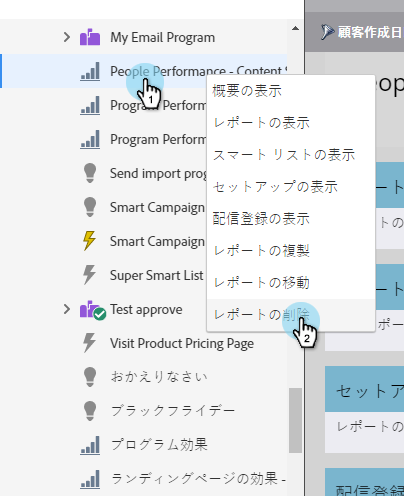 My Email Program
People Performance - Content
1
Program Perform
Program Perform
Send import prog
Smart Campaign
Smart Campaign
Super Smart List
Test approve
Visit Product Pricing Page
おかえりなさい
ブラックフライデー
プログラム効果
ランディングページの効果 -
概要の表示
レポートの表示
スマート リストの表示
セットアップの表示
配信登録の表示
レポートの複製
レポートの移動
レポートの削除
2
顧客作成日
eop
ート
ート
ポー
セットア
レポートの
配信登録